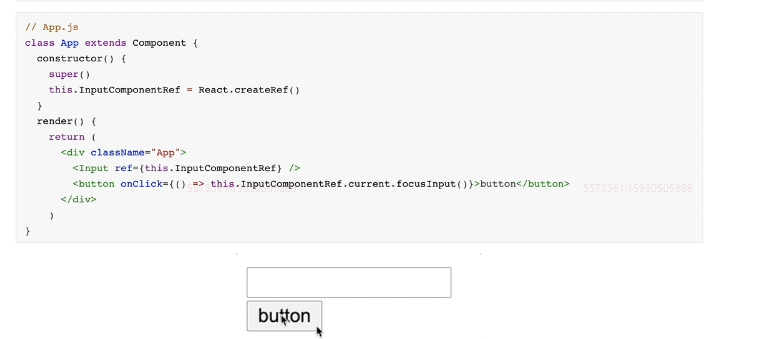 // App.js
class App extends Component {
  constructor() {
    super()
    this.InputComponentRef = React.createRef()
  }
  render() {
    return (
      <div className="App">
        <Input ref={this.InputComponentRef} />
        <button onClick={() => this.InputComponentRef.current.focusInput()}>button</button>
      </div>
    )
}
5573361:15950505889
button